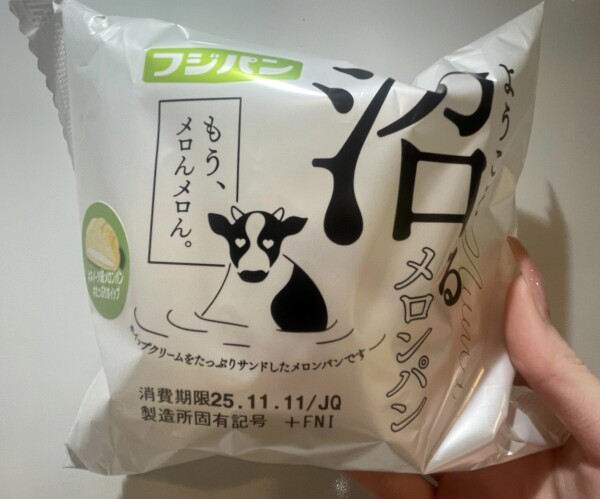 フジパン
沼る
メロンパン
もう、
メロんメロん。
ホイップクリームをたっぷりサンドしたメロンパンです
消費期限25.11.11/JQ
製造所固有記号 +FNI